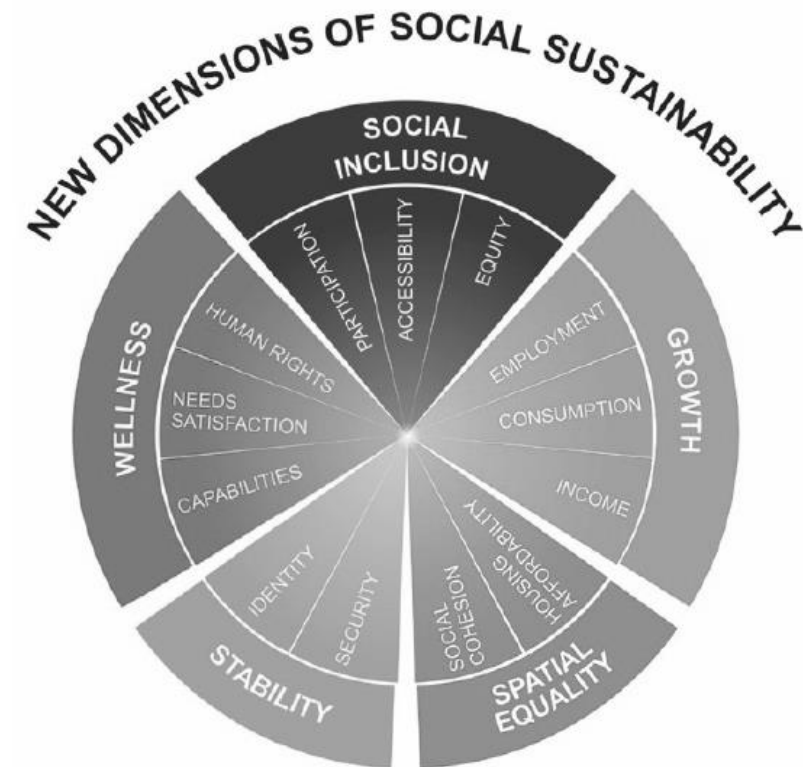 NEW DIMENSIONS OF SOCIAL SUSTAINABILITY
SOCIAL
INCLUSION
PARTICIPATION
ACCESSIBILITY
EQUITY
GROWTH
EMPLOYMENT
CONSUMPTION
INCOME
SPATIAL
EQUALITY
HOUSING
AFFORDABILITY
SOCIAL
COHESION
STABILITY
SECURITY
IDENTITY
WELLNESS
CAPABILITIES
NEEDS
SATISFACTION
HUMAN RIGHTS